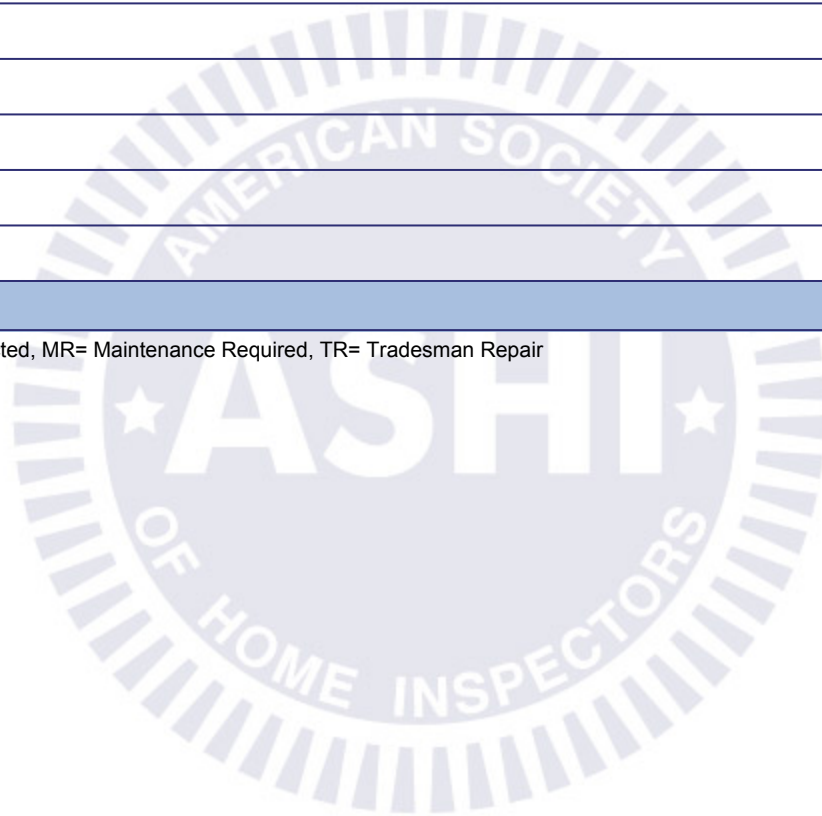 AMERICAN SOCIETY
ted, MR= Maintenance Required, TR= Tradesman Repair
ASHI
OF HOME INSPECTORS